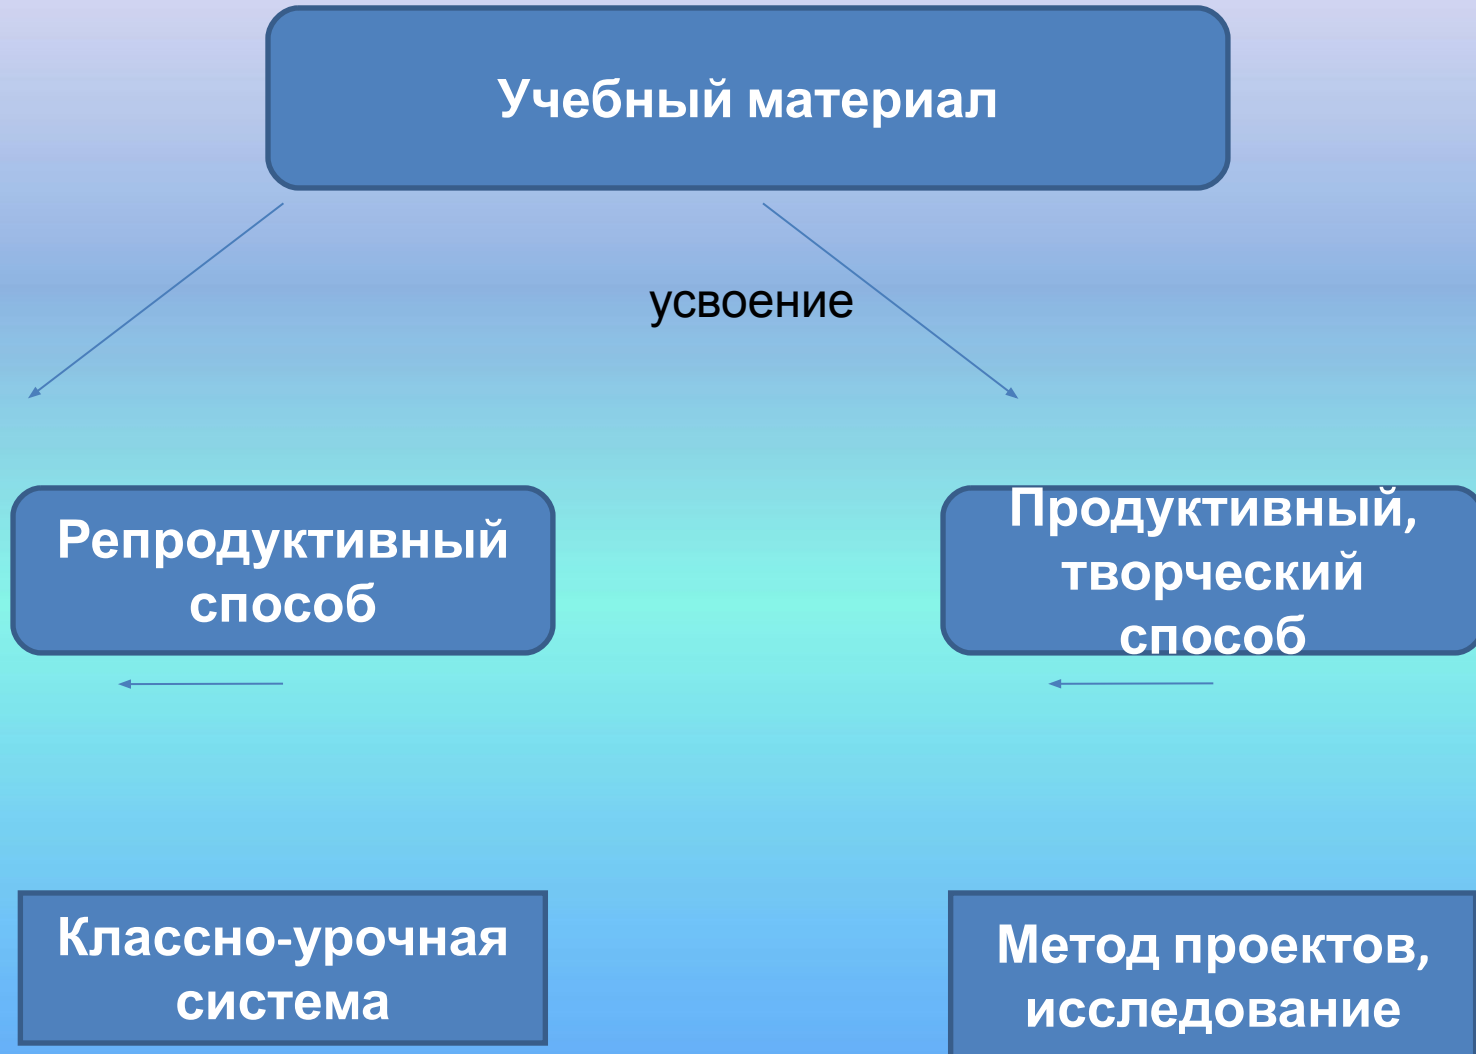 Учебный материал
усвоение
Репродуктивный
способ
Продуктивный,
творческий
способ
Классно-урочная
система
Метод проектов,
исследование